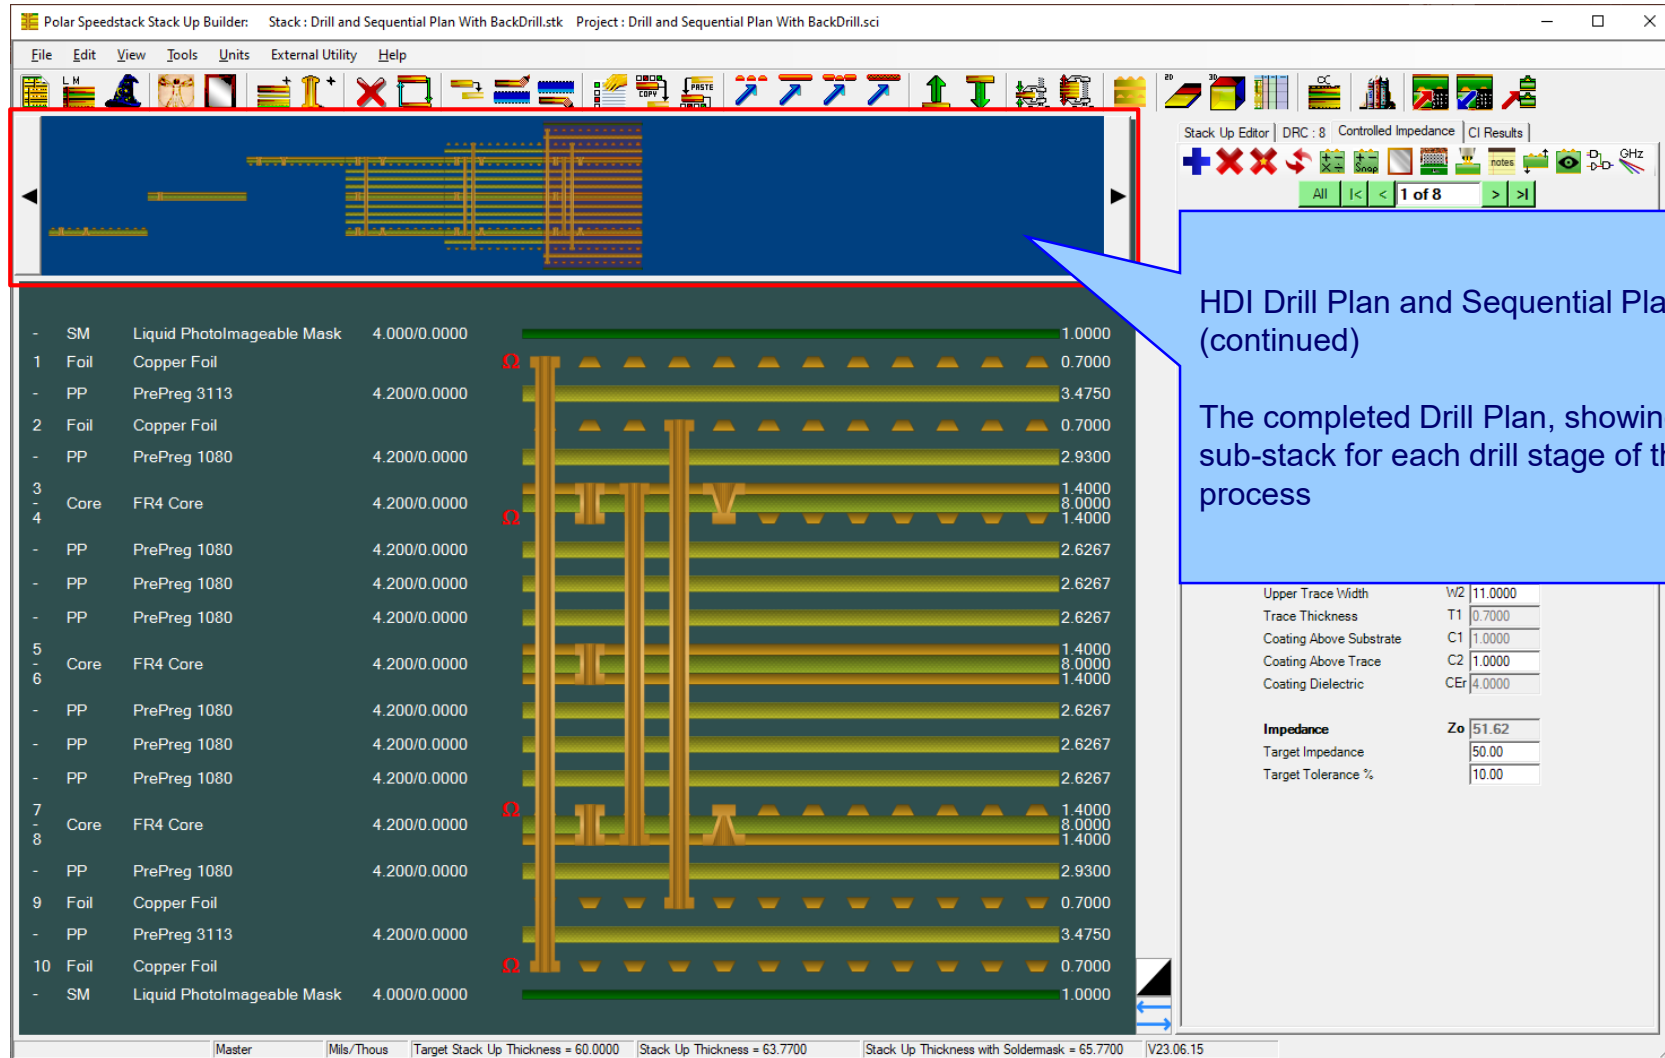 Polar Speedstack Stack Up Builder: Stack : Drill and Sequential Plan With BackDrill.stk Project : Drill and Sequential Plan With BackDrill.sci
File Edit View Tools Units External Utility Help
Stack Up Editor DRC : 8 Controlled Impedance CI Results
All |< < 1 of 8 > >|
HDI Drill Plan and Sequential Pla
(continued)
The completed Drill Plan, showin
sub-stack for each drill stage of th
process
- SM Liquid PhotoImageable Mask 4.000/0.0000 1.0000
1 Foil Copper Foil Ω 0.7000
- PP PrePreg 3113 4.200/0.0000 3.4750
2 Foil Copper Foil 0.7000
- PP PrePreg 1080 4.200/0.0000 2.9300
3 1.4000
- Core FR4 Core 4.200/0.0000 8.0000
4 Ω 1.4000
- PP PrePreg 1080 4.200/0.0000 2.6267
- PP PrePreg 1080 4.200/0.0000 2.6267
- PP PrePreg 1080 4.200/0.0000 2.6267
5 1.4000
- Core FR4 Core 4.200/0.0000 8.0000
6 1.4000
- PP PrePreg 1080 4.200/0.0000 2.6267
- PP PrePreg 1080 4.200/0.0000 2.6267
- PP PrePreg 1080 4.200/0.0000 2.6267
7 Ω 1.4000
- Core FR4 Core 4.200/0.0000 8.0000
8 1.4000
- PP PrePreg 1080 4.200/0.0000 2.9300
9 Foil Copper Foil 0.7000
- PP PrePreg 3113 4.200/0.0000 3.4750
10 Foil Copper Foil Ω 0.7000
- SM Liquid PhotoImageable Mask 4.000/0.0000 1.0000
Upper Trace Width W2 11.0000
Trace Thickness T1 0.7000
Coating Above Substrate C1 1.0000
Coating Above Trace C2 1.0000
Coating Dielectric CEr 4.0000
Impedance Zo 51.62
Target Impedance 50.00
Target Tolerance % 10.00
Master Mils/Thous Target Stack Up Thickness = 60.0000 Stack Up Thickness = 63.7700 Stack Up Thickness with Soldermask = 65.7700 V23.06.15